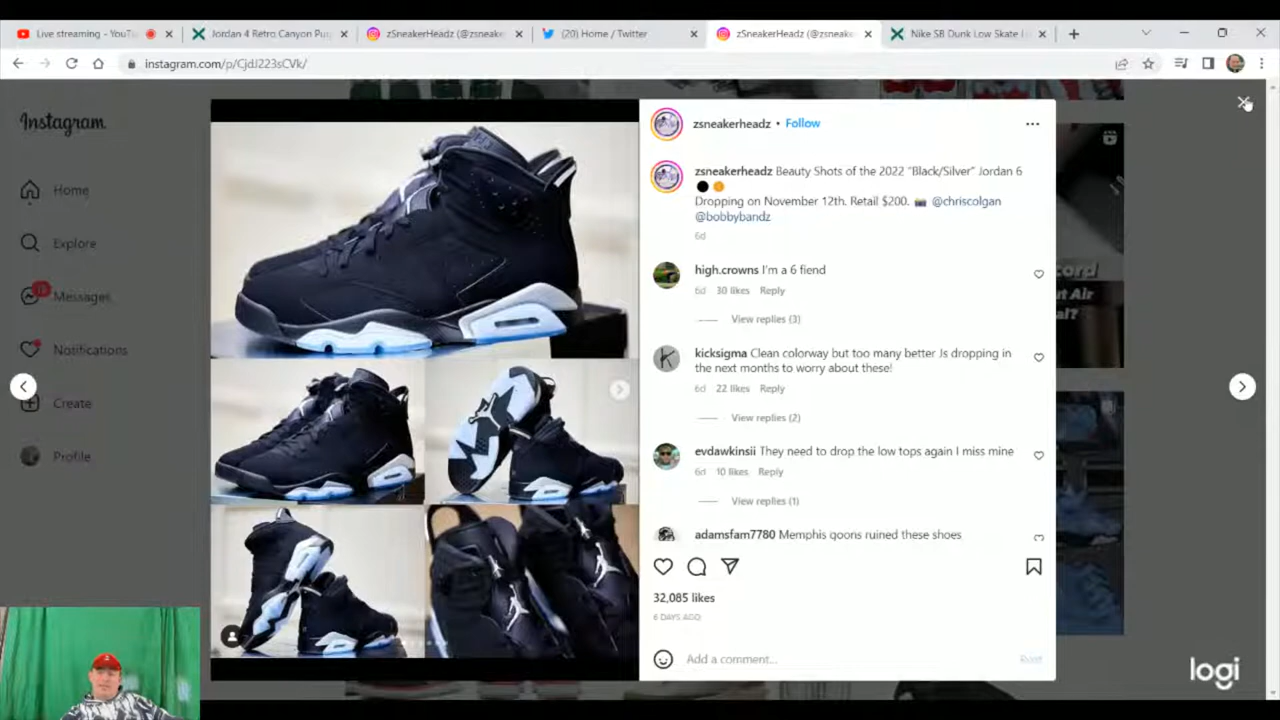 Live streaming - YouTu
Jordan 4 Retro Canyon Pur
zSneakerHeadz (@zsneake
(20) Home / Twitter
zSneakerHeadz (@zsneake
Nike SB Dunk Low Skate L
instagram.com/p/CjdJ223sCVk/
Instagram
Home
Explore
Messages
Notifications
Create
Profile
zsneakerheadz • Follow
zsneakerheadz Beauty Shots of the 2022 "Black/Silver" Jordan 6
Dropping on November 12th. Retail $200. @chriscolgan
@bobbybandz
6d
high.crowns I'm a 6 fiend
6d 30 likes Reply
View replies (3)
kicksigma Clean colorway but too many better Js dropping in
the next months to worry about these!
6d 22 likes Reply
View replies (2)
evdawkinsii They need to drop the low tops again I miss mine
6d 10 likes Reply
View replies (1)
adamsfam7780 Memphis goons ruined these shoes
32,085 likes
6 DAYS AGO
Add a comment...
Post
ord
t Air
al?
logi